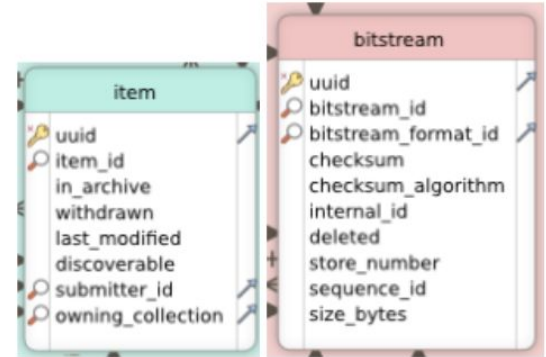 item
uuid
item_id
in_archive
withdrawn
last_modified
discoverable
submitter_id
owning_collection
bitstream
uuid
bitstream_id
bitstream_format_id
checksum
checksum_algorithm
internal_id
deleted
store_number
sequence_id
size_bytes